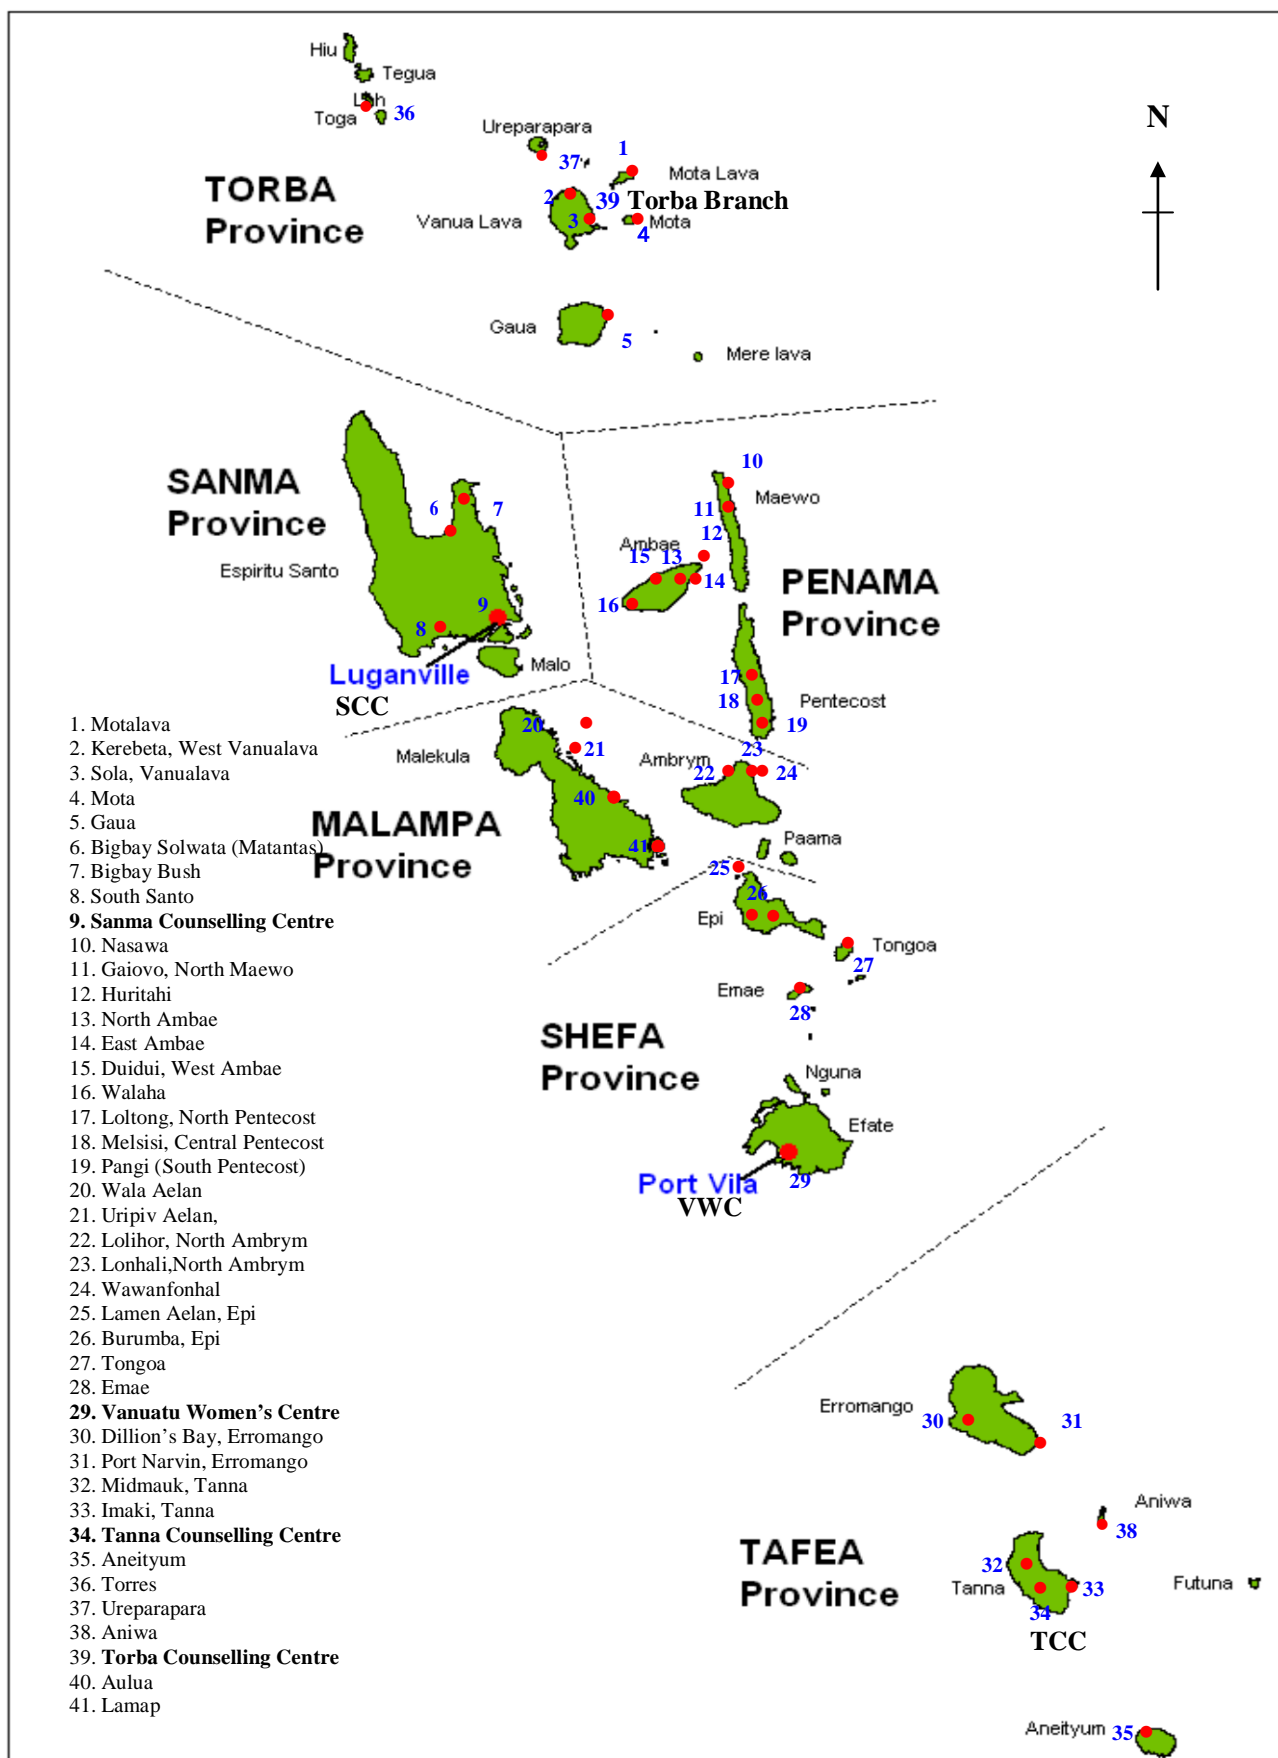 Hiu
Tegua
Loh
Toga
36
Ureparapara
N
37
1
Mota Lava
TORBA
Province
2
39
Torba Branch
Vanua Lava
3
Mota
4
Gaua
5
Mere lava
SANMA
Province
10
Maewo
6
7
11
12
Ambae
Espiritu Santo
15
13
14
PENAMA
Province
16
9
8
Malo
Luganville
SCC
17
18
Pentecost
19
20
21
Malekula
Ambrym
23
22
24
40
MALAMPA
Province
41
Paama
25
26
Epi
Tongoa
27
Emae
28
SHEFA
Province
Nguna
Efate
Port Vila
29
VWC
1. Motalava
2. Kerebeta, West Vanualava
3. Sola, Vanualava
4. Mota
5. Gaua
6. Bigbay Solwata (Matantas)
7. Bigbay Bush
8. South Santo
9. Sanma Counselling Centre
10. Nasawa
11. Gaiovo, North Maewo
12. Huritahi
13. North Ambae
14. East Ambae
15. Duidui, West Ambae
16. Walaha
17. Loltong, North Pentecost
18. Melsisi, Central Pentecost
19. Pangi (South Pentecost)
20. Wala Aelan
21. Uripiv Aelan,
22. Lolihor, North Ambrym
23. Lonhali,North Ambrym
24. Wawanfonhal
25. Lamen Aelan, Epi
26. Burumba, Epi
27. Tongoa
28. Emae
29. Vanuatu Women's Centre
30. Dillion's Bay, Erromango
31. Port Narvin, Erromango
32. Midmauk, Tanna
33. Imaki, Tanna
34. Tanna Counselling Centre
35. Aneityum
36. Torres
37. Ureparapara
38. Aniwa
39. Torba Counselling Centre
40. Aulua
41. Lamap
Erromango
30
31
Aniwa
38
TAFEA
Province
32
Tanna
33
34
Futuna
TCC
Aneityum
35